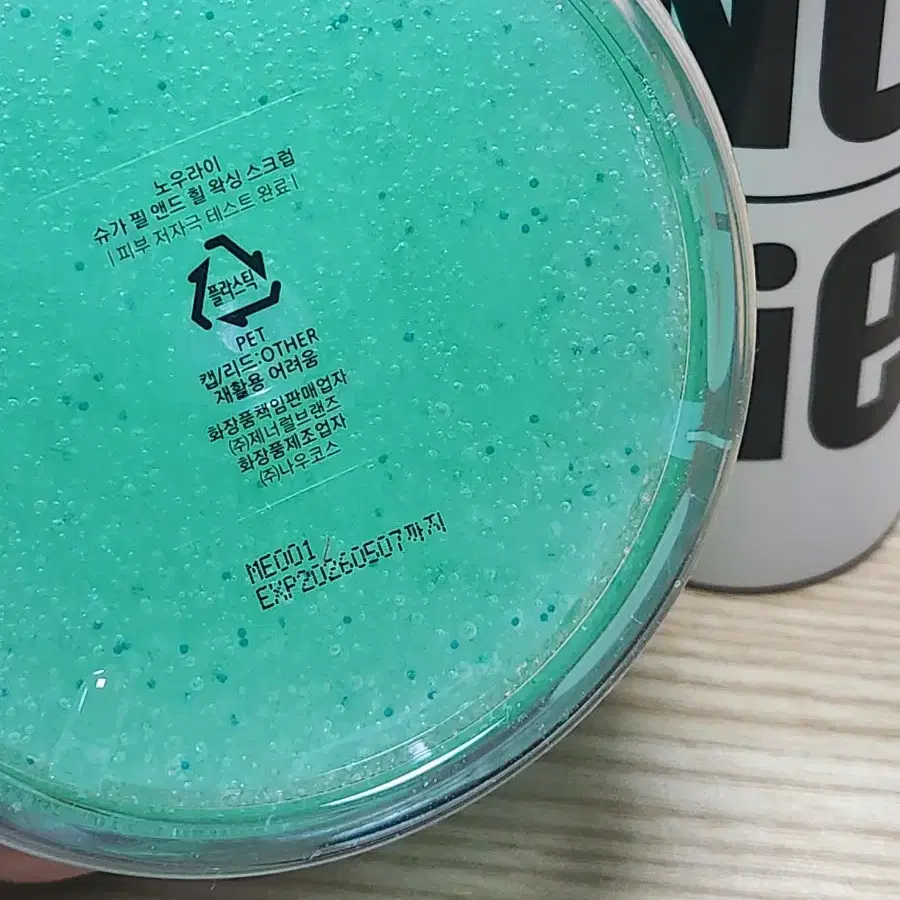 노우라이
슈가 필 앤드 힐 왁싱 스크럽
| 피부 저자극 테스트 완료 |
플라스틱
PET
캡/리드:OTHER
재활용 어려움
화장품책임판매업자
㈜제너럴브랜즈
화장품제조업자
㈜나우코스
ME001
EXP20260507까지
ie